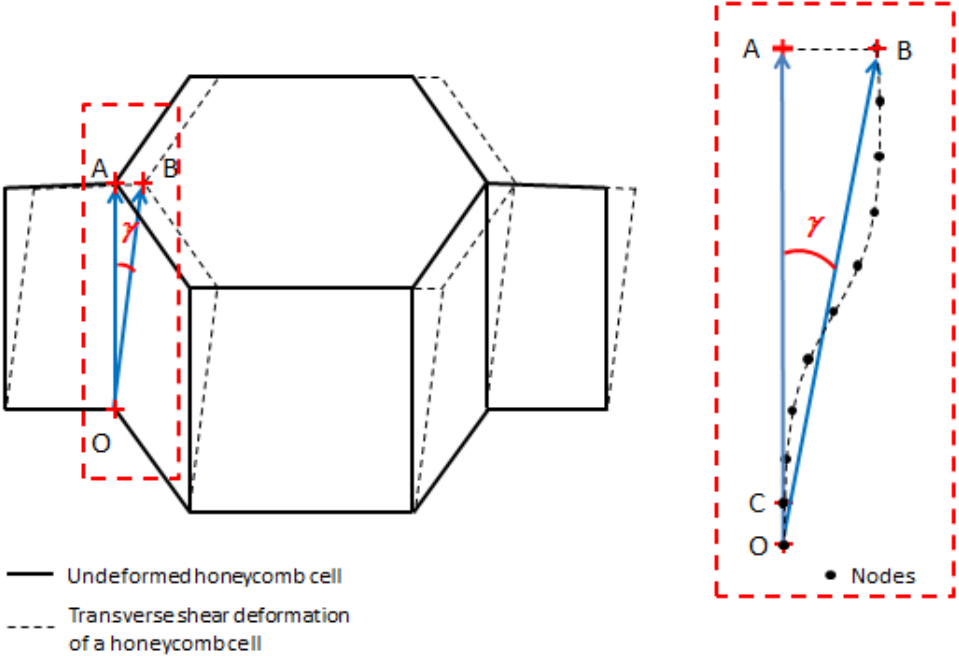 A B
γ
O
Undeformed honeycomb cell
Transverse shear deformation
of a honeycomb cell
A B
γ
C
O
Nodes